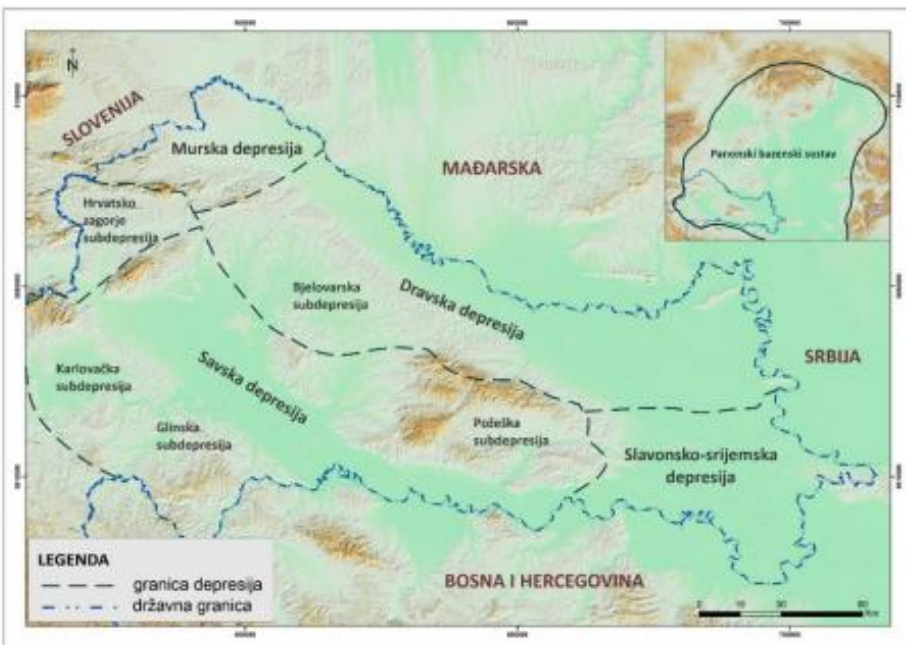 N
SLOVENIJA
Murska depresija
MAĐARSKA
Panonski bazenski sustav
Hrvatsko
zagorje
subdepresija
Bjelovarska
subdepresija
Dravska depresija
SRBIJA
Karlovačka
subdepresija
Savska depresija
Glinska
subdepresija
Požeška
subdepresija
Slavonsko-srijemska
depresija
BOSNA I HERCEGOVINA
LEGENDA
granica depresija
državna granica